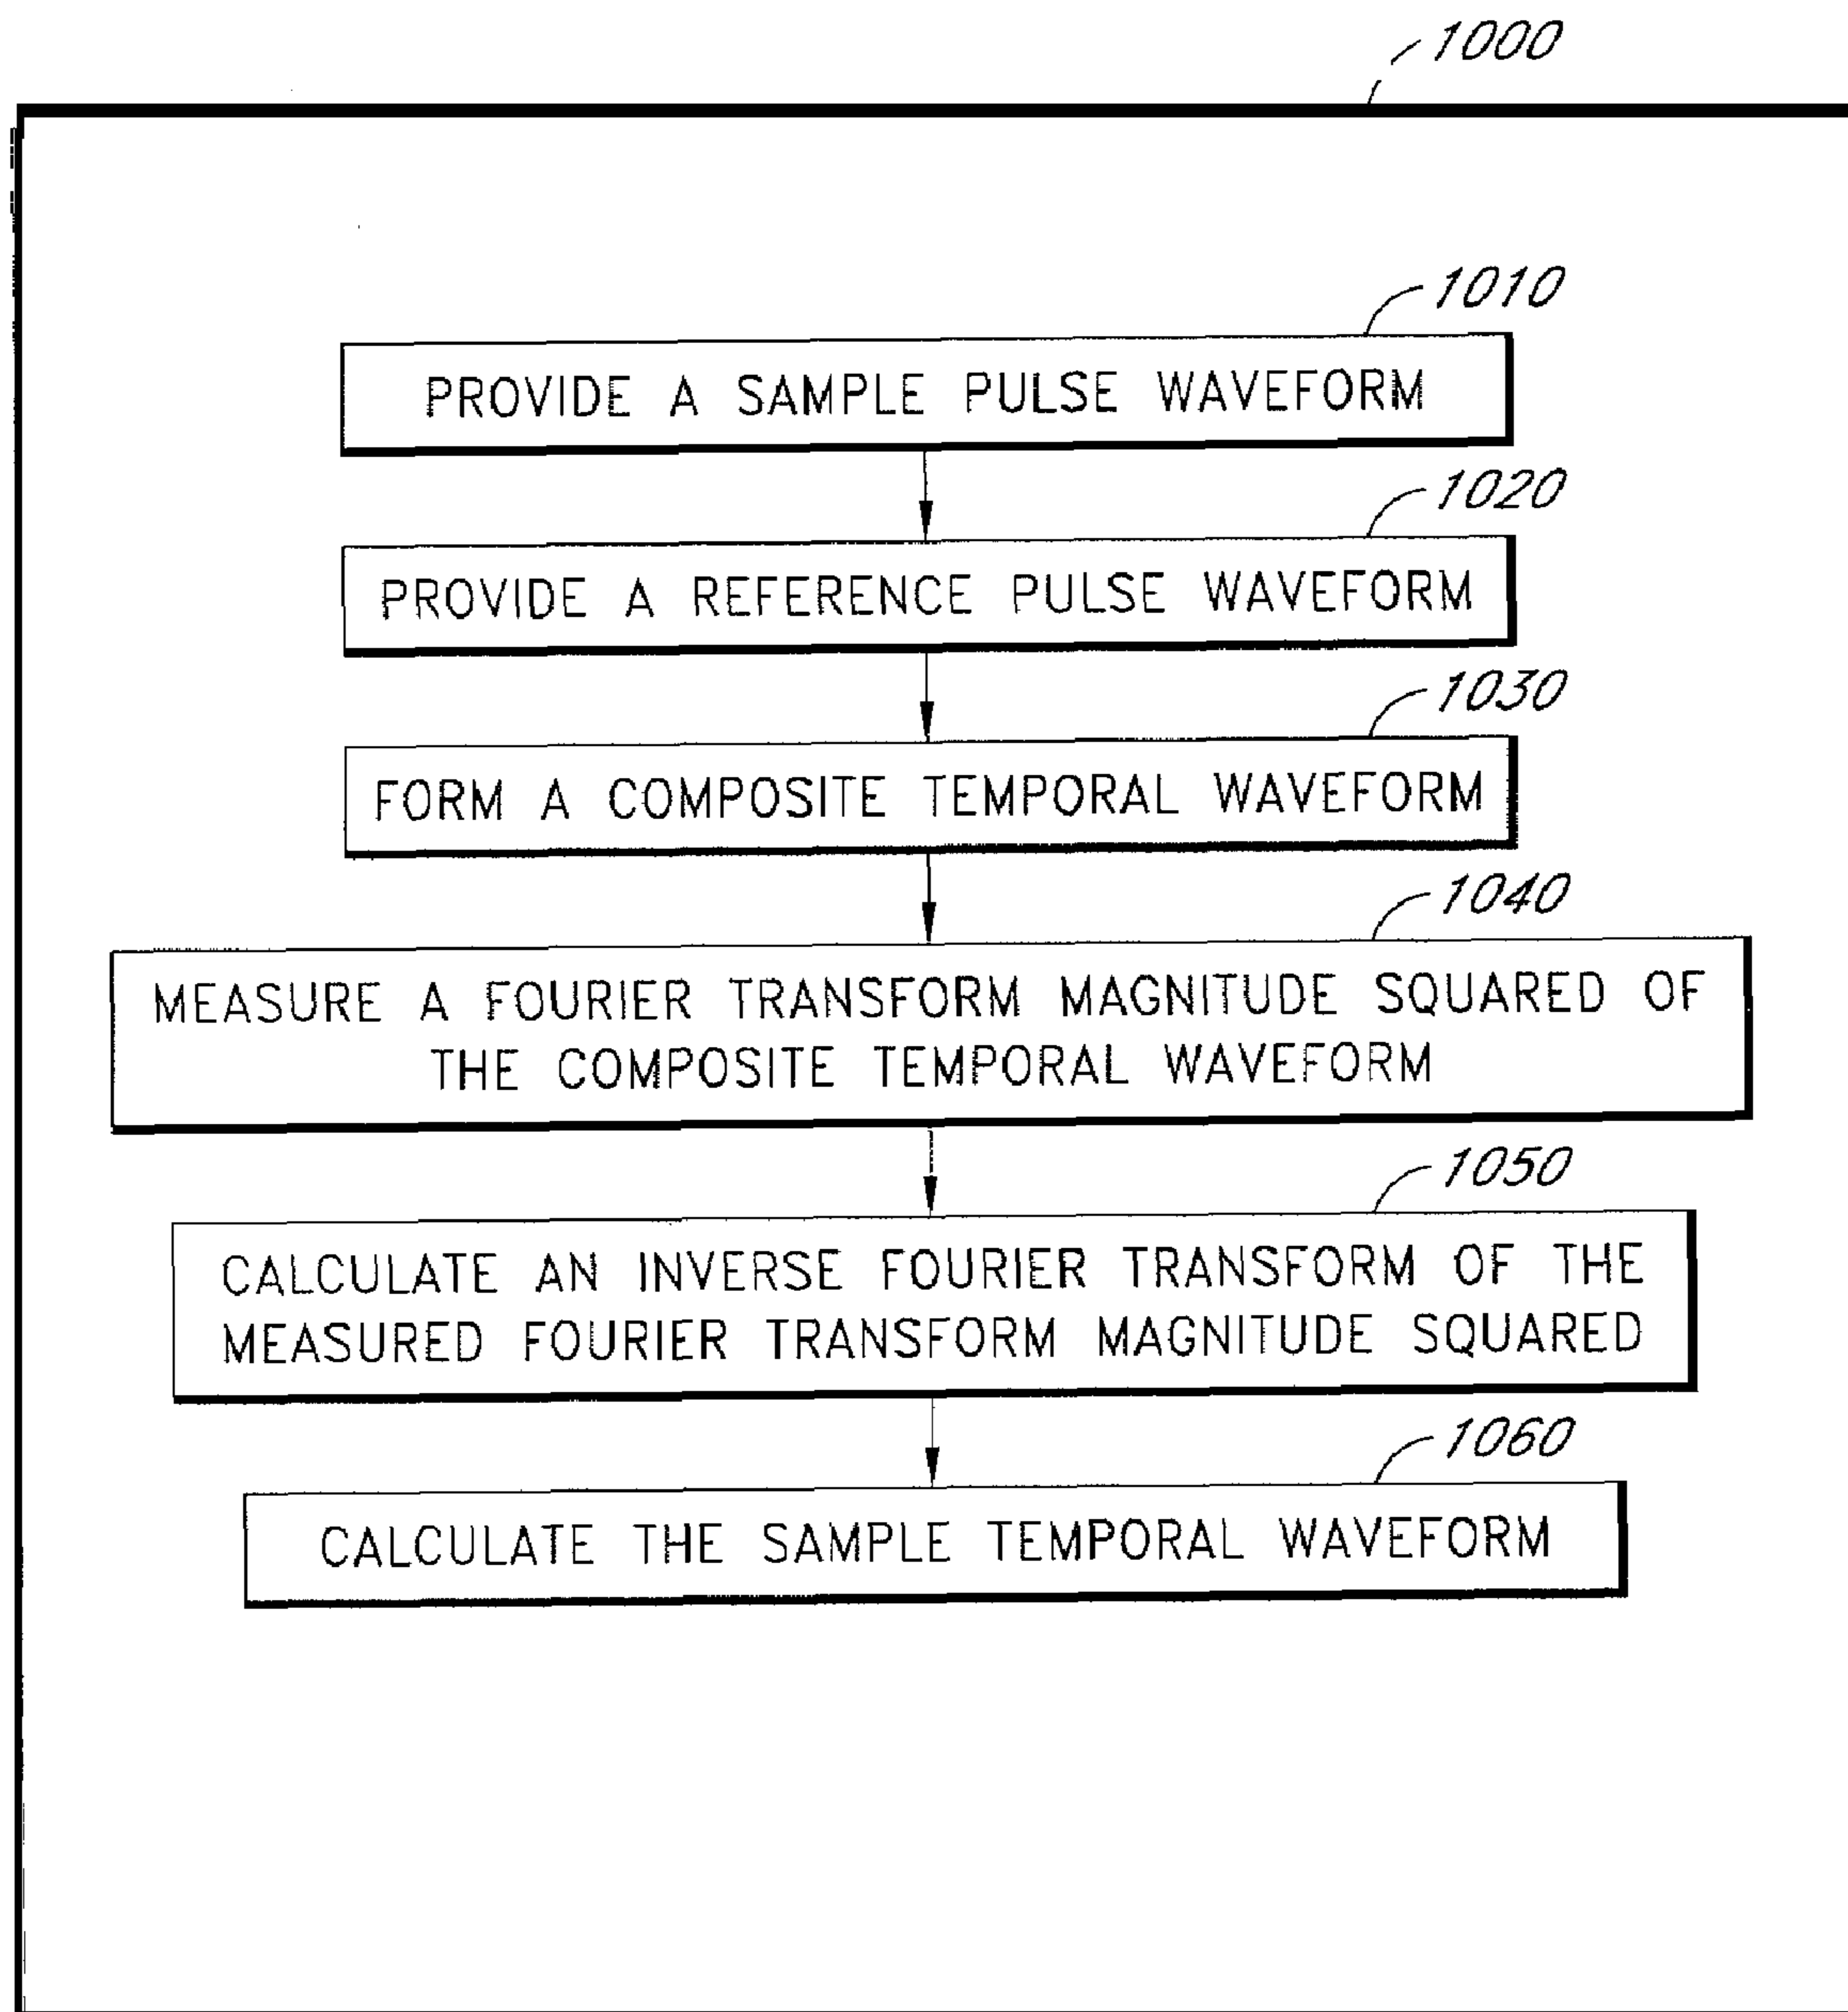 1000
1010
PROVIDE A SAMPLE PULSE WAVEFORM
1020
PROVIDE A REFERENCE PULSE WAVEFORM
1030
FORM A COMPOSITE TEMPORAL WAVEFORM
1040
MEASURE A FOURIER TRANSFORM MAGNITUDE SQUARED OF
THE COMPOSITE TEMPORAL WAVEFORM
1050
CALCULATE AN INVERSE FOURIER TRANSFORM OF THE
MEASURED FOURIER TRANSFORM MAGNITUDE SQUARED
1060
CALCULATE THE SAMPLE TEMPORAL WAVEFORM